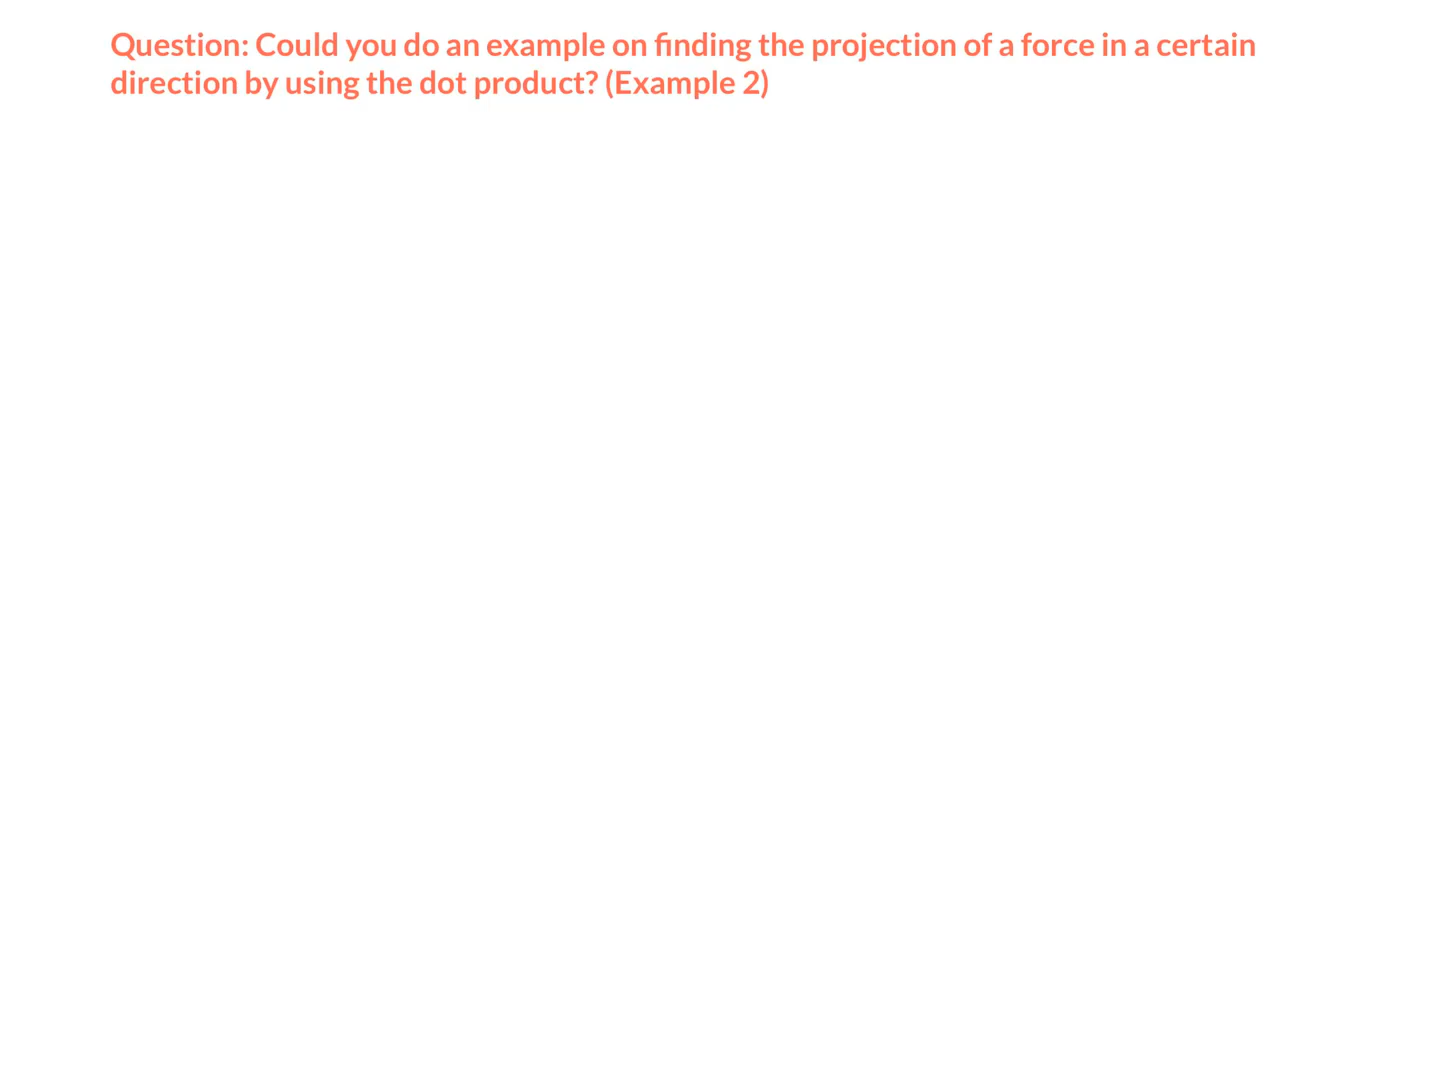 Question: Could you do an example on finding the projection of a force in a certain
direction by using the dot product? (Example 2)